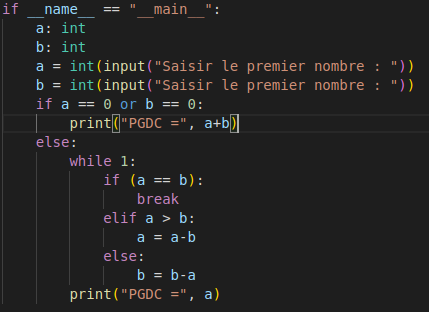 if __name__ == "__main__":
    a: int
    b: int
    a = int(input("Saisir le premier nombre : "))
    b = int(input("Saisir le premier nombre : "))
    if a == 0 or b == 0:
        print("PGDC =", a+b)
    else:
        while 1:
            if (a == b):
                break
            elif a > b:
                a = a-b
            else:
                b = b-a
        print("PGDC =", a)